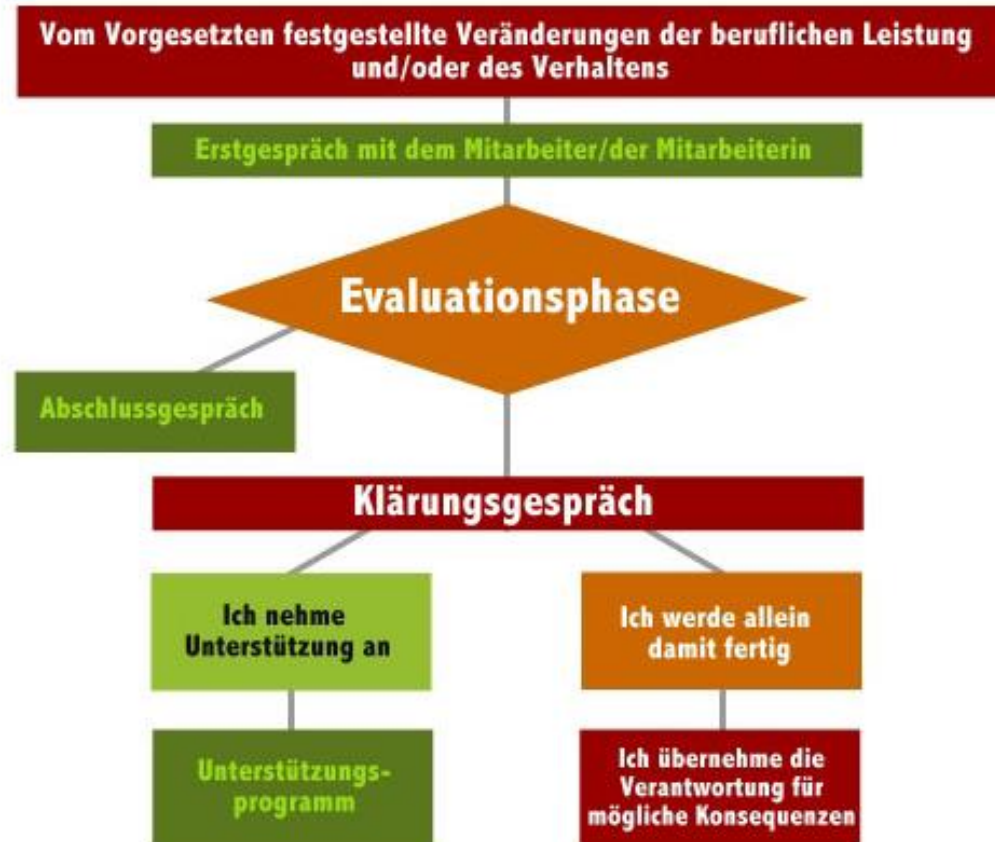 Vom Vorgesetzten festgestellte Veränderungen der beruflichen Leistung
und/oder des Verhaltens
Erstgespräch mit dem Mitarbeiter/der Mitarbeiterin
Evaluationsphase
Abschlussgespräch
Klärungsgespräch
Ich nehme
Unterstützung an
Ich werde allein
damit fertig
Unterstützungs-
programm
Ich übernehme die
Verantwortung für
mögliche Konsequenzen